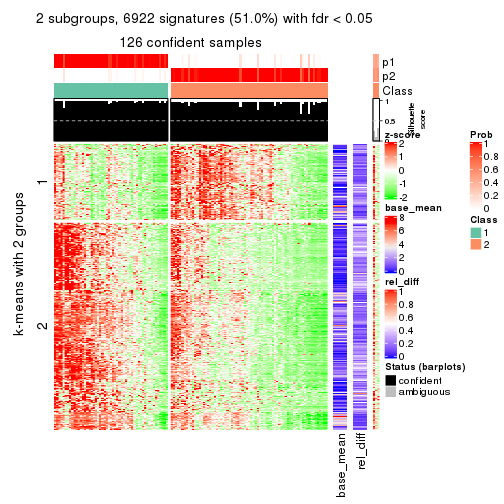 2 subgroups, 6922 signatures (51.0%) with fdr < 0.05
126 confident samples
p1
p2
Class
1
0.5
0
Silhouette
score
k-means with 2 groups
1
2
base_mean
rel_diff
z-score
2
1
0
-1
-2
base_mean
8
6
4
2
0
rel_diff
1
0.8
0.6
0.4
0.2
0
Status (barplots)
confident
ambiguous
Prob
1
0.8
0.6
0.4
0.2
0
Class
1
2